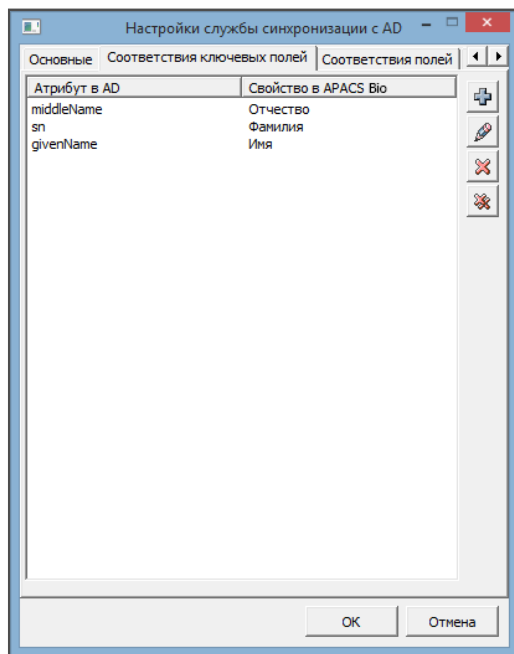 Настройки службы синхронизации с AD
Основные Соответствия ключевых полей Соответствия полей
Атрибут в AD Свойство в APACS Bio
middleName Отчество
sn Фамилия
givenName Имя
OK Отмена